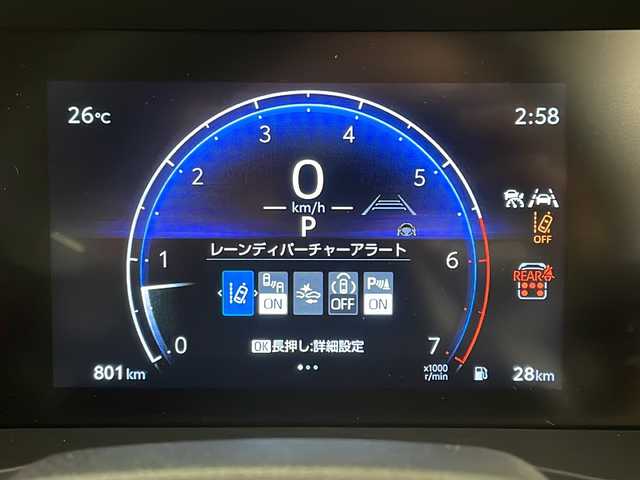 26℃
2:58
3
4
2
5
0
km/h
P
レーンディパーチャーアラート
1
6
OFF
REAR
ON
OFF
P
ON
0
OK長押し:詳細設定
7
x1000
r/min
801km
28km